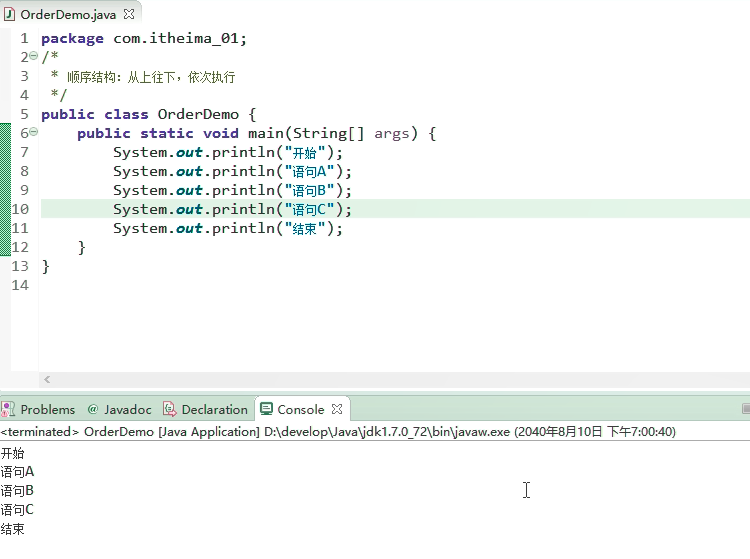 OrderDemo.java
1 package com.itheima_01;
2 /*
3  * 顺序结构：从上往下，依次执行
4  */
5 public class OrderDemo {
6     public static void main(String[] args) {
7         System.out.println("开始");
8         System.out.println("语句A");
9         System.out.println("语句B");
10         System.out.println("语句C");
11         System.out.println("结束");
12     }
13 }
14
Problems @ Javadoc Declaration Console
<terminated> OrderDemo [Java Application] D:\develop\Java\jdk1.7.0_72\bin\javaw.exe (2040年8月10日 下午7:00:40)
开始
语句A
语句B
语句C
结束